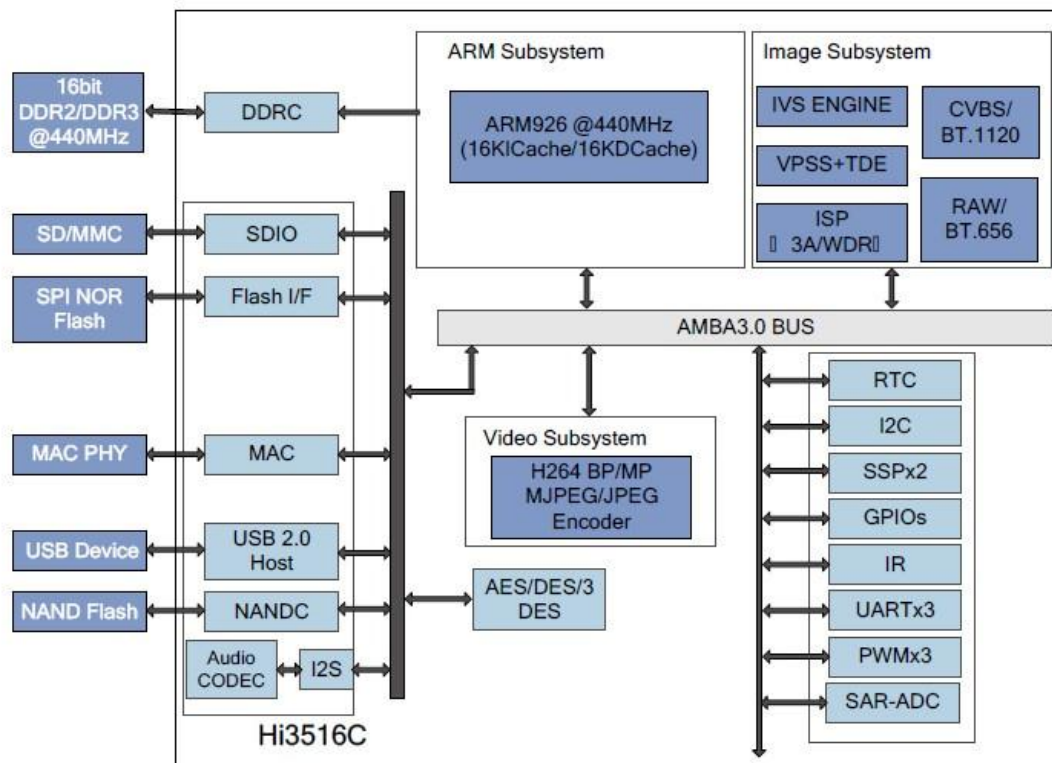 ARM Subsystem
ARM926 @440MHz
(16KICache/16KDCache)
Image Subsystem
IVS ENGINE
VPSS+TDE
ISP
3A/WDR
CVBS/
BT.1120
RAW/
BT.656
16bit
DDR2/DDR3
@440MHz
DDRC
SD/MMC
SDIO
SPI NOR
Flash
Flash I/F
MAC PHY
MAC
USB Device
USB 2.0
Host
NAND Flash
NANDC
Audio
CODEC
I2S
Hi3516C
AMBA3.0 BUS
Video Subsystem
H264 BP/MP
MJPEG/JPEG
Encoder
AES/DES/3
DES
RTC
I2C
SSPx2
GPIOs
IR
UARTx3
PWMx3
SAR-ADC